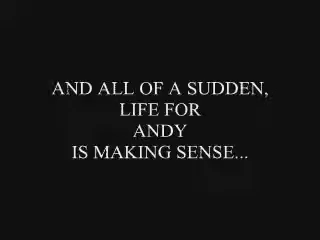 AND ALL OF A SUDDEN,
LIFE FOR
ANDY
IS MAKING SENSE...